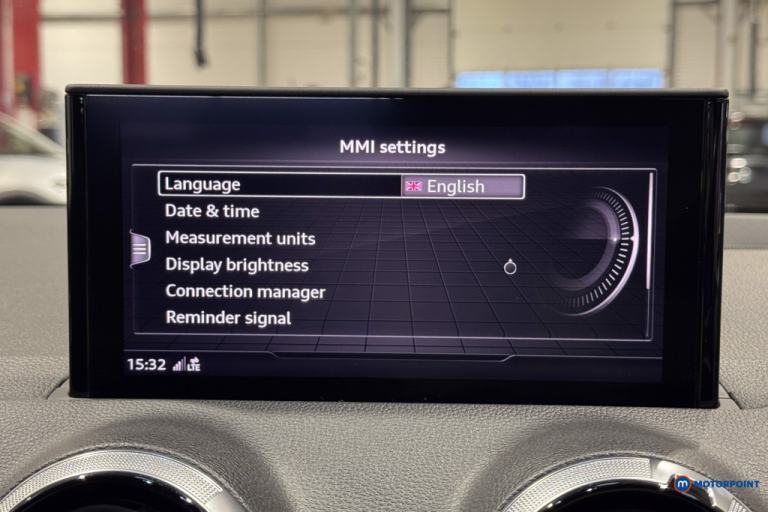 MMI settings
Language English
Date & time
Measurement units
Display brightness
Connection manager
Reminder signal
15:32 LTE
m MOTORPOINT